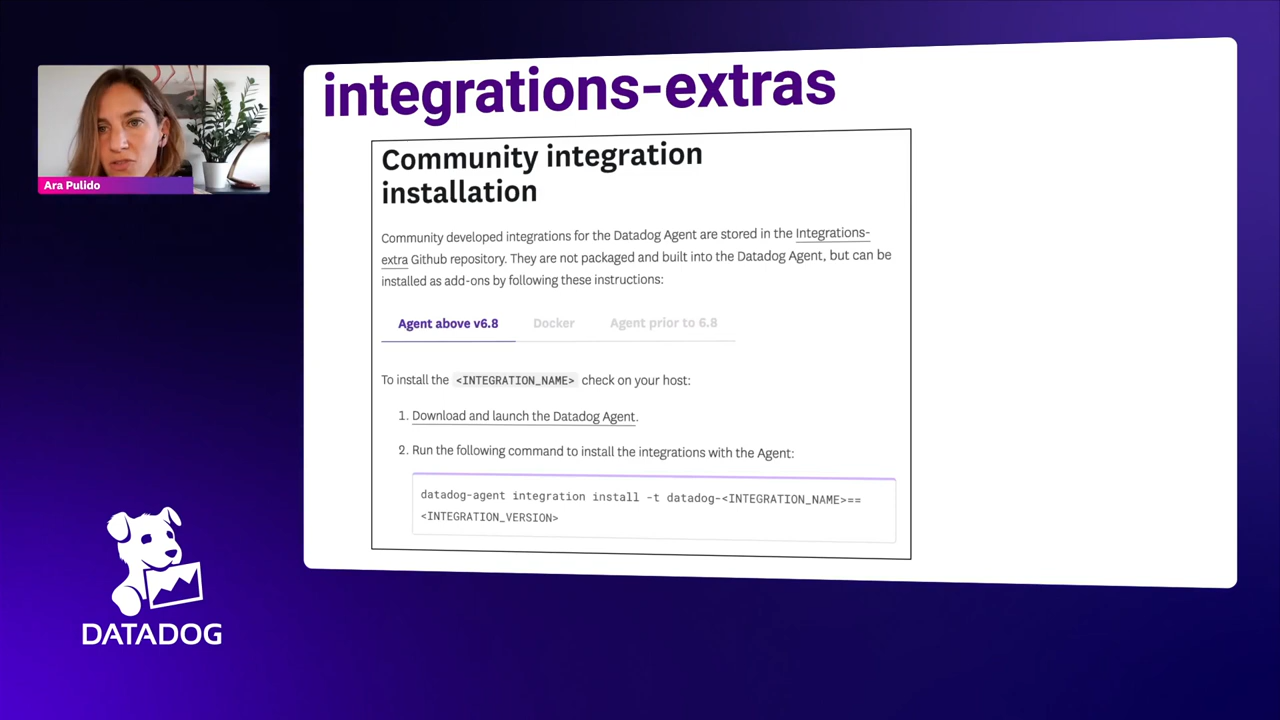 integrations-extras
Community integration
installation
Community developed integrations for the Datadog Agent are stored in the Integrations-
extra Github repository. They are not packaged and built into the Datadog Agent, but can be
installed as add-ons by following these instructions:
Agent above v6.8 Docker Agent prior to 6.8
To install the <INTEGRATION_NAME> check on your host:
1. Download and launch the Datadog Agent.
2. Run the following command to install the integrations with the Agent:
datadog-agent integration install -t datadog-<INTEGRATION_NAME>==
<INTEGRATION_VERSION>
Ara Pulido
DATADOG